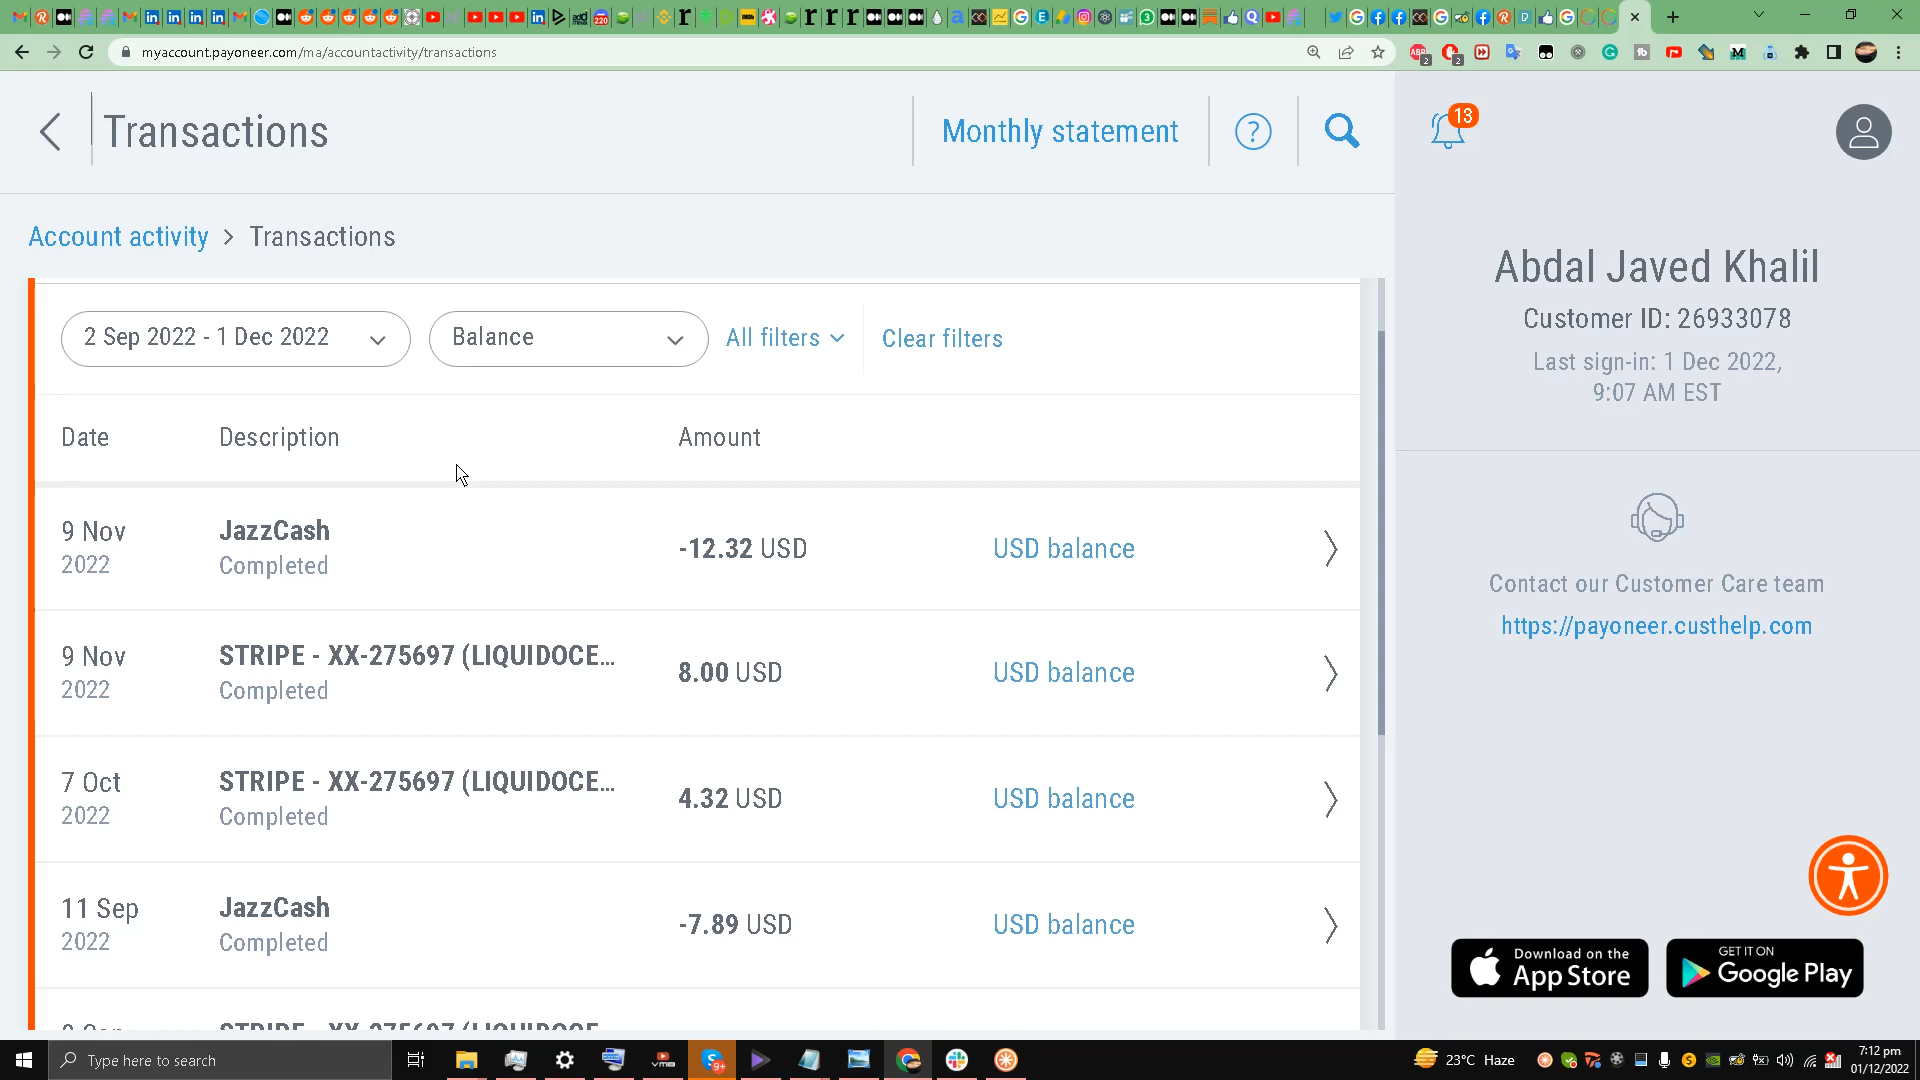 myaccount.payoneer.com/ma/accountactivity/transactions
Transactions
Monthly statement
?
13
Account activity > Transactions
2 Sep 2022 - 1 Dec 2022
Balance
All filters
Clear filters
Date Description Amount
9 Nov
2022
JazzCash
Completed
-12.32 USD
USD balance
9 Nov
2022
STRIPE - XX-275697 (LIQUIDOCE...
Completed
8.00 USD
USD balance
7 Oct
2022
STRIPE - XX-275697 (LIQUIDOCE...
Completed
4.32 USD
USD balance
11 Sep
2022
JazzCash
Completed
-7.89 USD
USD balance
STRIPE - XX-275697 (LIQUIDOCE
Abdal Javed Khalil
Customer ID: 26933078
Last sign-in: 1 Dec 2022,
9:07 AM EST
Contact our Customer Care team
https://payoneer.custhelp.com
Download on the
App Store
GET IT ON
Google Play
Type here to search
23°C Haze
7:12 pm
01/12/2022